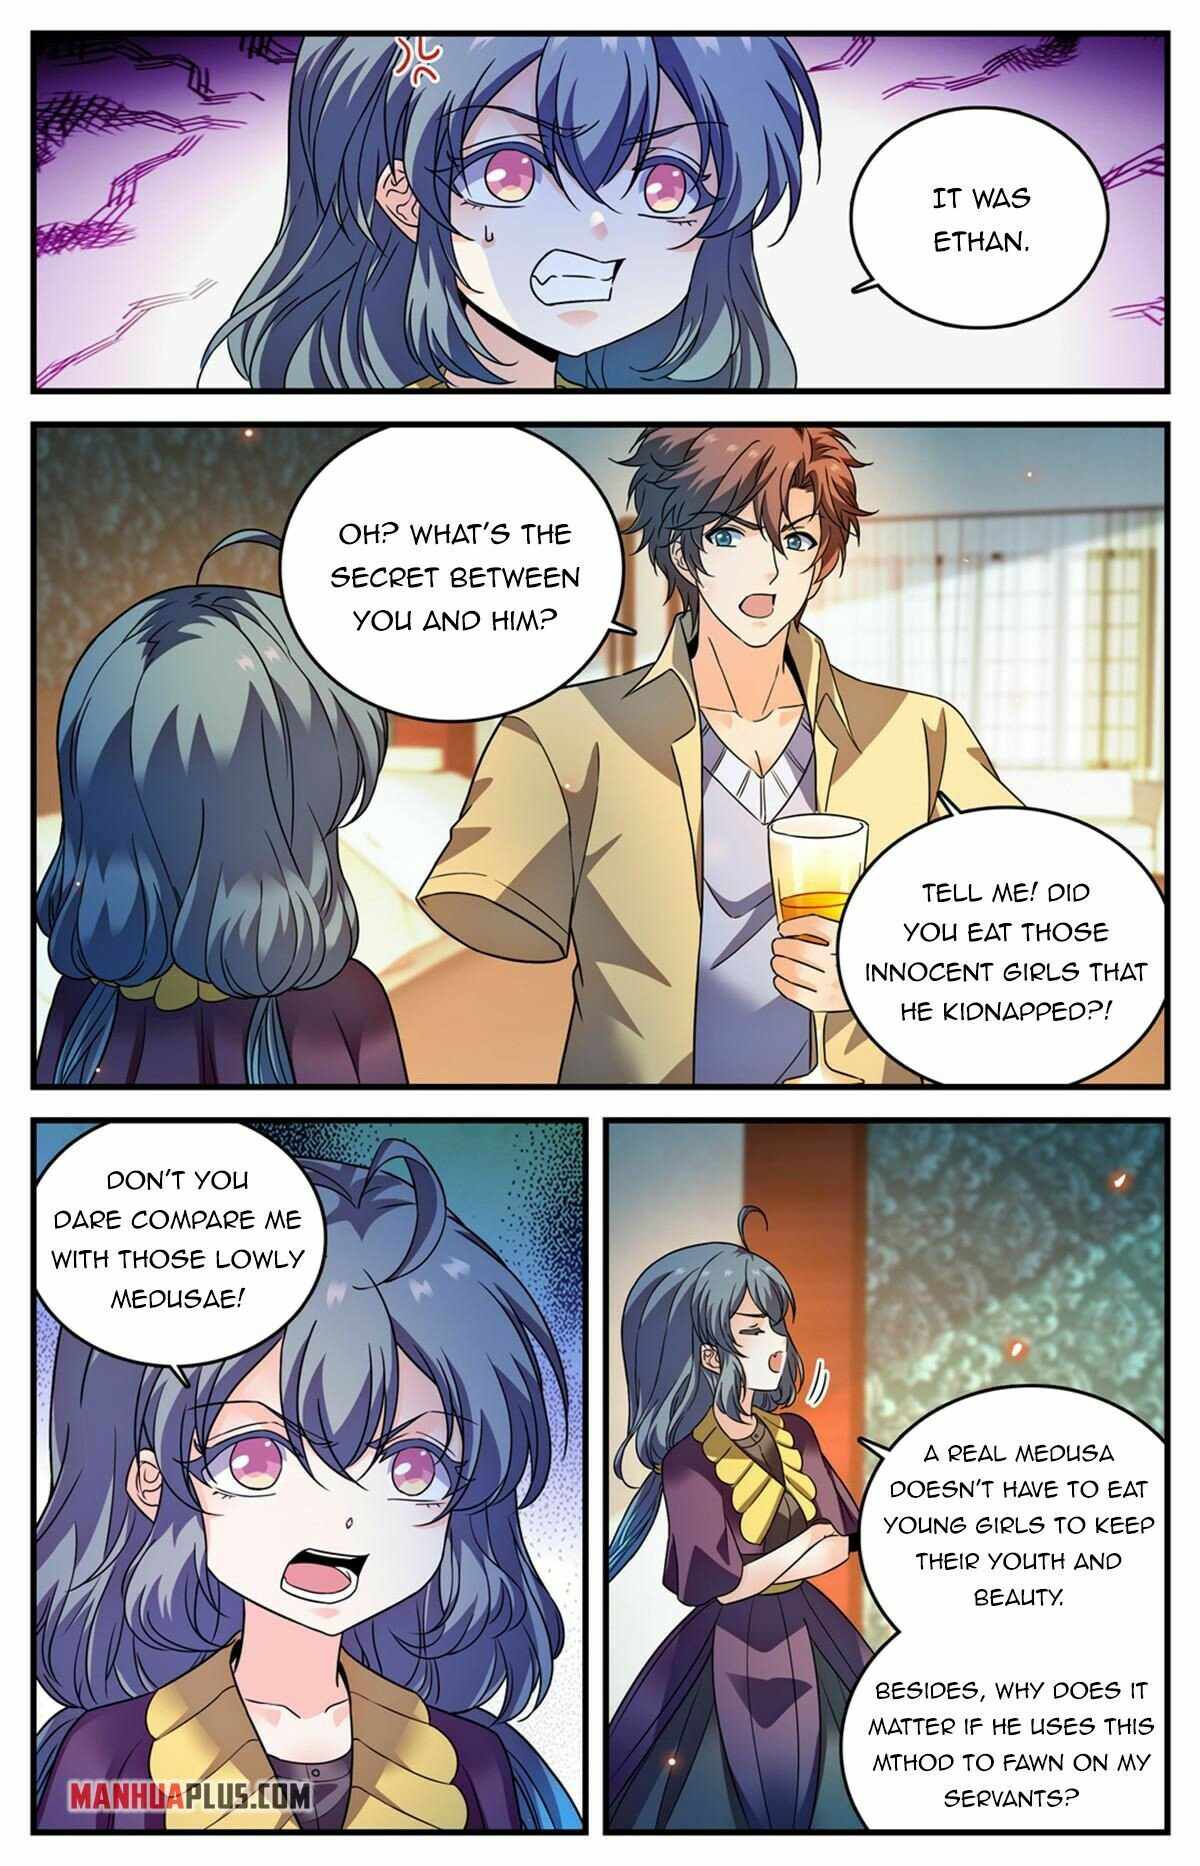 IT WAS
ETHAN.
OH? WHAT'S THE
SECRET BETWEEN
YOU AND HIM?
TELL ME! DID
YOU EAT THOSE
INNOCENT GIRLS THAT
HE KIDNAPPED?!
DON'T YOU
DARE COMPARE ME
WITH THOSE LOWLY
MEDUSAE!
A REAL MEDUSA
DOESN'T HAVE TO EAT
YOUNG GIRLS TO KEEP
THEIR YOUTH AND
BEAUTY.
BESIDES, WHY DOES IT
MATTER IF HE USES THIS
MTHOD TO FAWN ON MY
SERVANTS?
MANHUAPLUS.COM